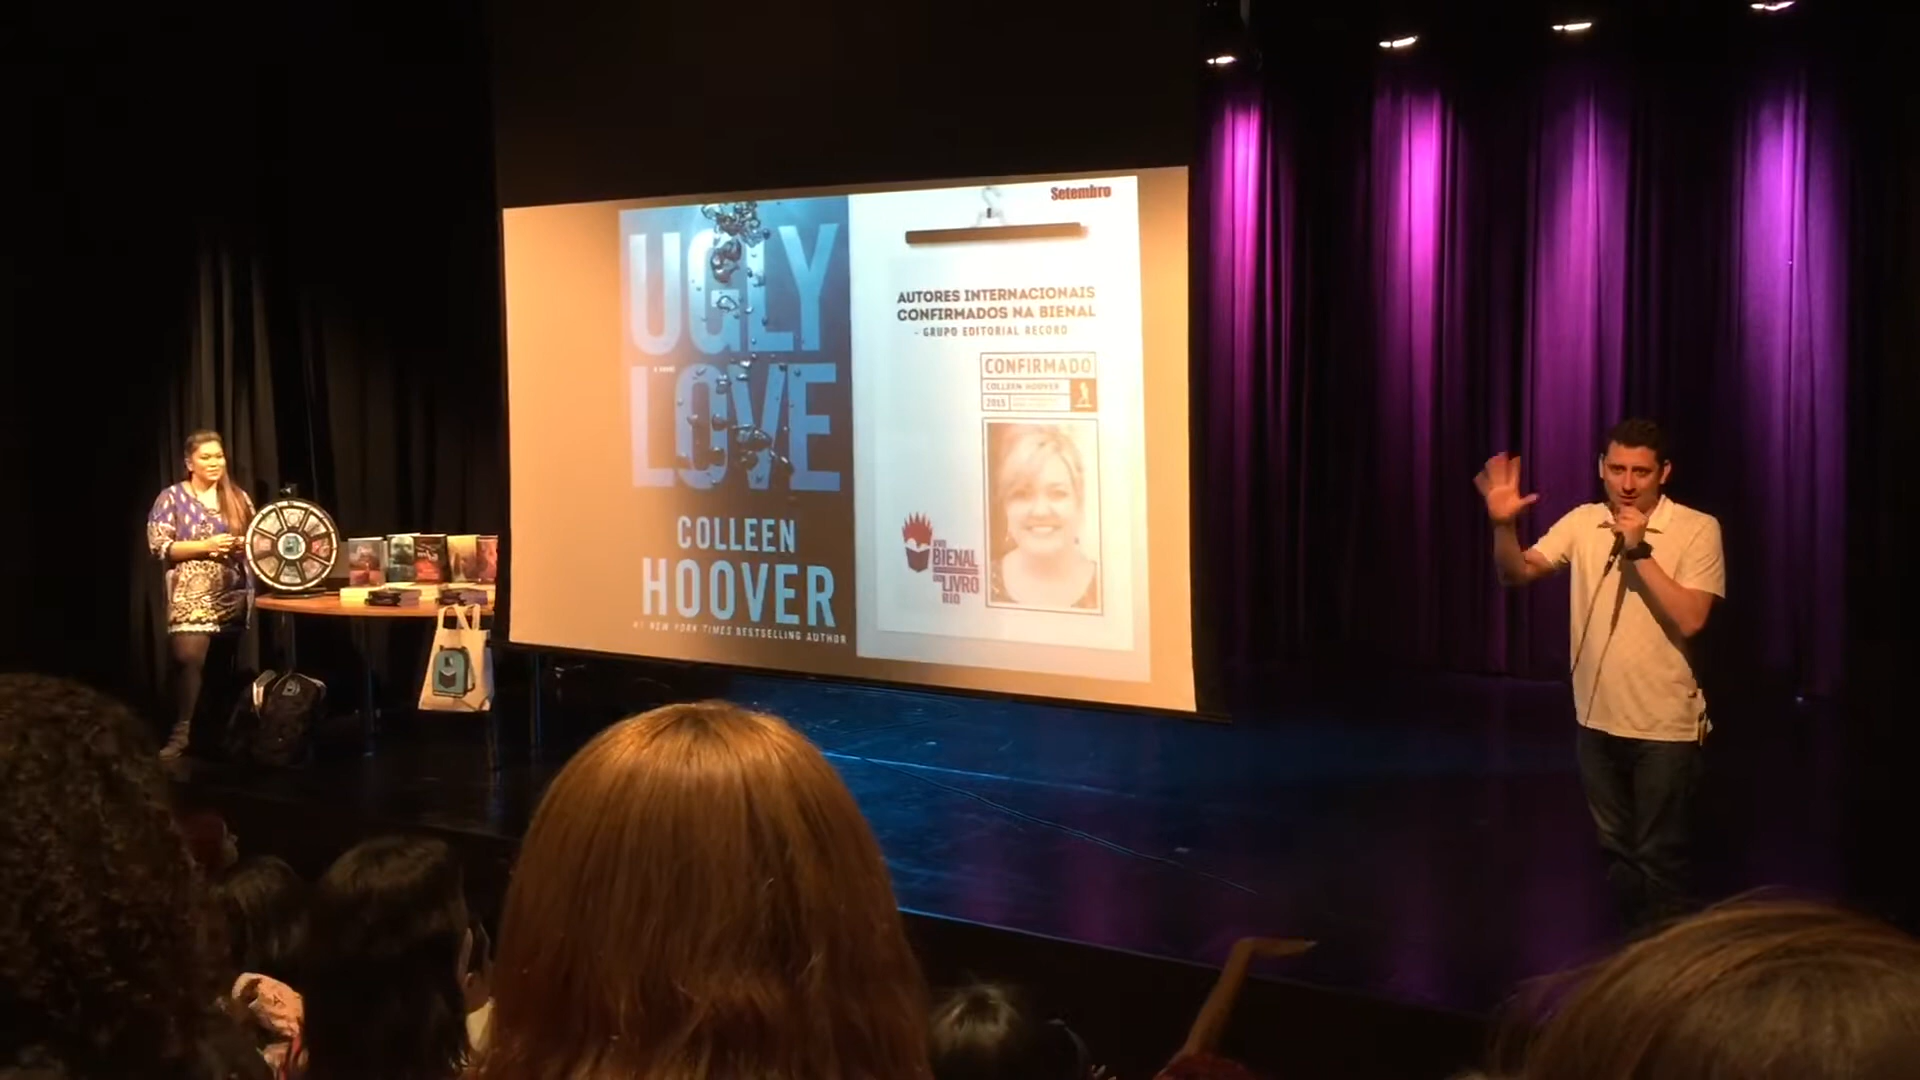 UGLY
LOVE
COLLEEN
HOOVER
#1 NEW YORK TIMES BESTSELLING AUTHOR
Setembro
AUTORES INTERNACIONAIS
CONFIRMADOS NA BIENAL
- GRUPO EDITORIAL RECORD
CONFIRMADO
COLLEEN HOOVER
2015
BIENAL
DO LIVRO
RIO